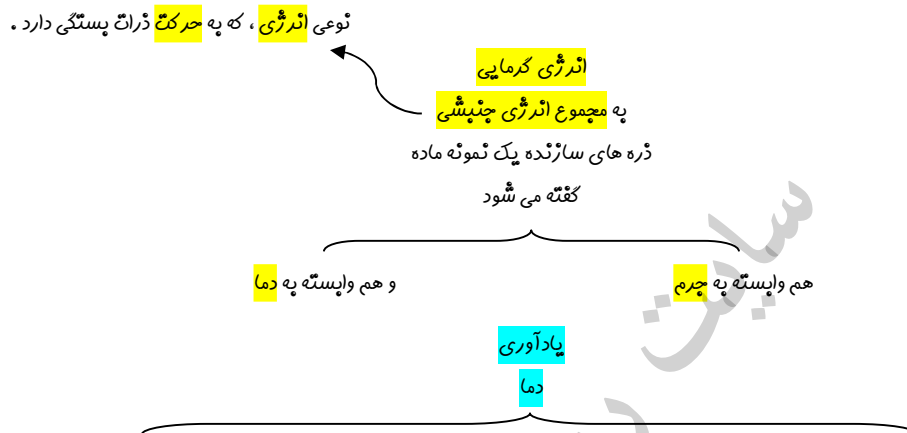 نوعی انرژی ، که به حرکت ذرات بستگی دارد .
انرژی گرمایی
به مجموع انرژی جنبشی
ذره های سازنده یک نمونه ماده
گفته می شود
هم وابسته به جرم
و هم وابسته به دما
یادآوری
دما
سایت